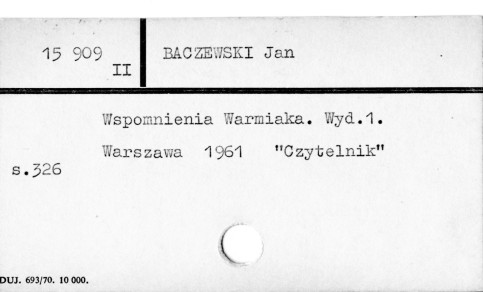 15 909 II
BACZEWSKI Jan
Wspomnienia Warmiaka. Wyd.1.
Warszawa 1961 "Czytelnik"
s.326
DUJ. 693/70. 10 000.